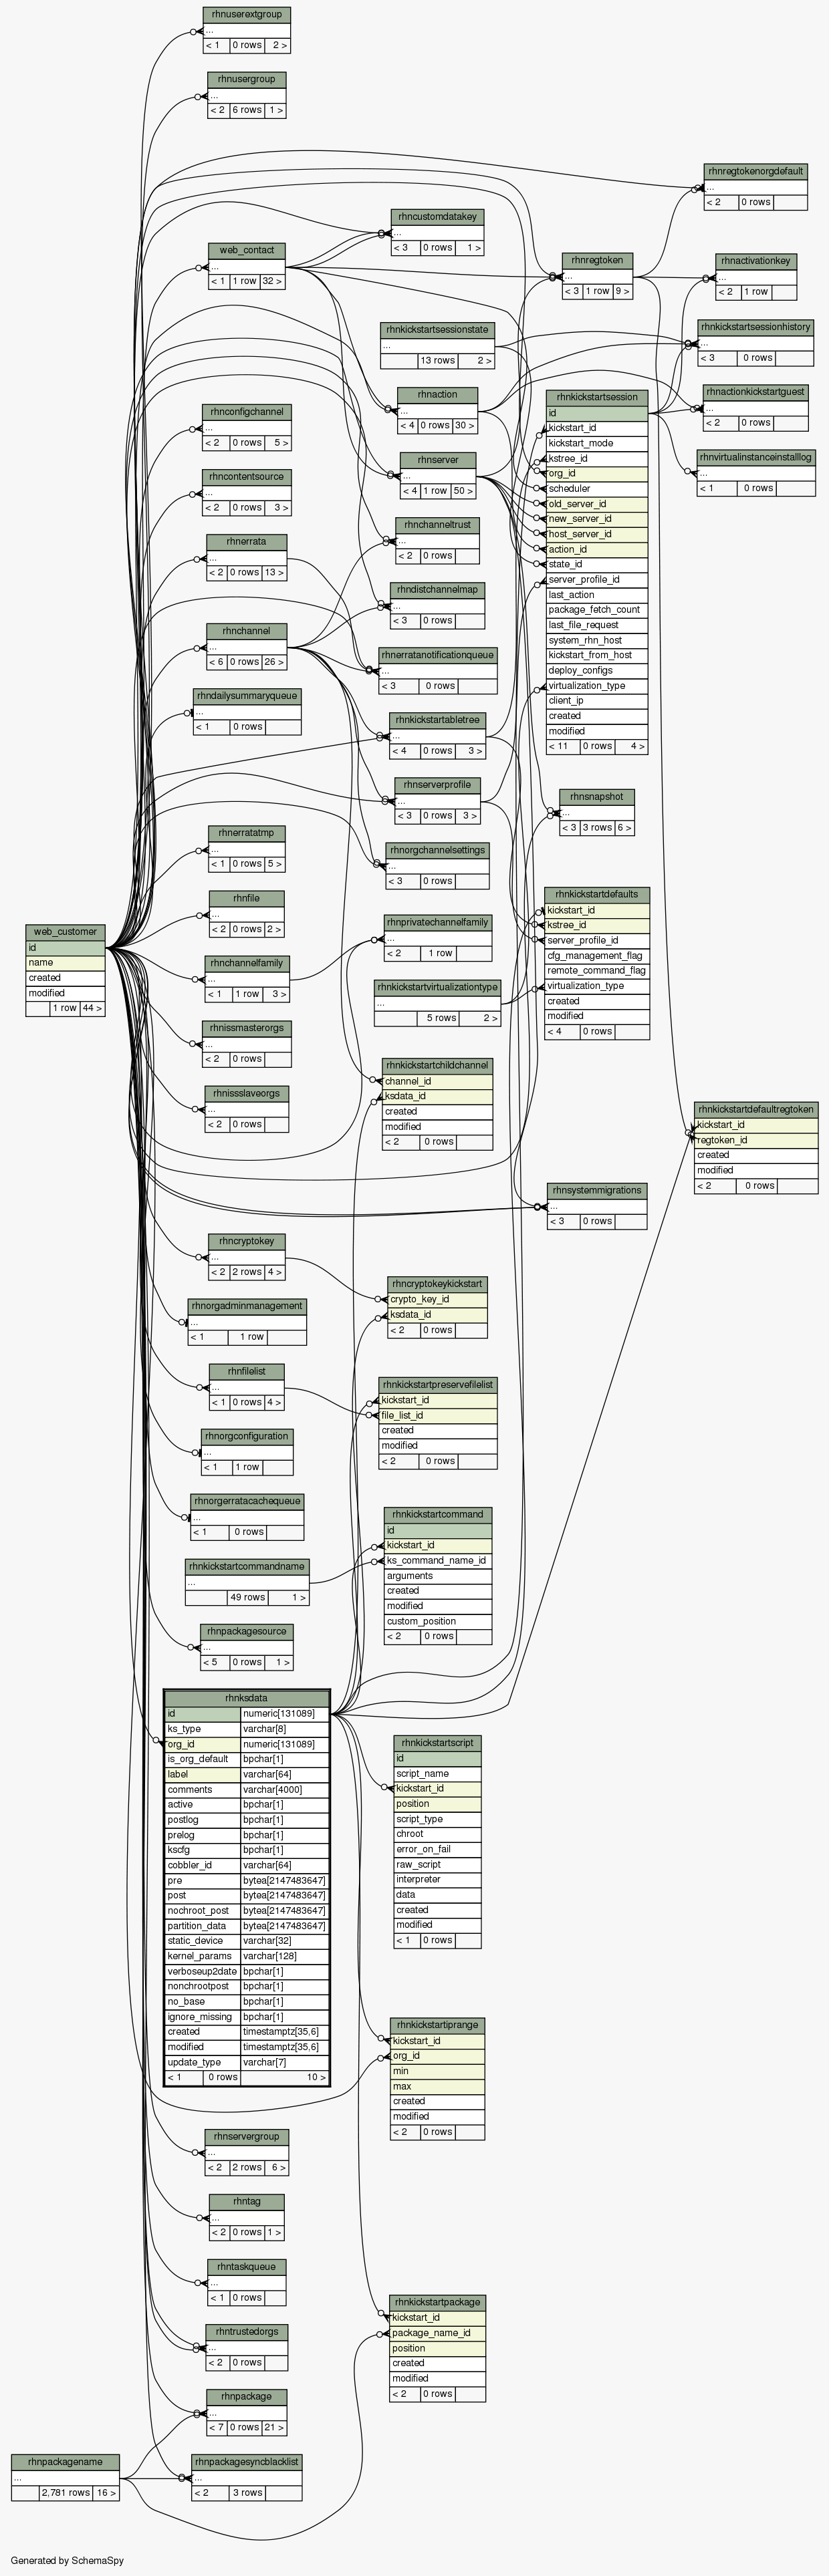 rhnuserextgroup
...
< 1 0 rows 2 >
rhnusergroup
...
< 2 6 rows 1 >
rhnregtokenorgdefault
...
< 2 0 rows
rhncustomdatakey
...
< 3 0 rows 1 >
web_contact
...
< 1 1 row 32 >
rhnregtoken
...
< 3 1 row 9 >
rhnactivationkey
...
< 2 1 row
rhnkickstartsessionstate
...
13 rows 2 >
rhnkickstartsessionhistory
...
< 3 0 rows
rhnaction
...
< 4 0 rows 30 >
rhnactionkickstartguest
...
< 2 0 rows
rhnkickstartsession
id
kickstart_id
kickstart_mode
kstree_id
org_id
scheduler
old_server_id
new_server_id
host_server_id
action_id
state_id
server_profile_id
last_action
package_fetch_count
last_file_request
system_rhn_host
kickstart_from_host
deploy_configs
virtualization_type
client_ip
created
modified
< 11 0 rows 4 >
rhnconfigchannel
...
< 2 0 rows 5 >
rhnserver
...
< 4 1 row 50 >
rhnvirtualinstanceinstalllog
...
< 1 0 rows
rhncontentsource
...
< 2 0 rows 3 >
rhnchanneltrust
...
< 2 0 rows
rhnerrata
...
< 2 0 rows 13 >
rhndistchannelmap
...
< 3 0 rows
rhnchannel
...
< 6 0 rows 26 >
rhnerratanotificationqueue
...
< 3 0 rows
rhndailysummaryqueue
...
< 1 0 rows
rhnkickstartabletree
...
< 4 0 rows 3 >
rhnserverprofile
...
< 3 0 rows 3 >
rhnsnapshot
...
< 3 3 rows 6 >
rhnerratatmp
...
< 1 0 rows 5 >
rhnorgchannelsettings
...
< 3 0 rows
rhnfile
...
< 2 0 rows 2 >
rhnkickstartdefaults
kickstart_id
kstree_id
server_profile_id
cfg_management_flag
remote_command_flag
virtualization_type
created
modified
< 4 0 rows
web_customer
id
name
created
modified
1 row 44 >
rhnprivatechannelfamily
...
< 2 1 row
rhnchannelfamily
...
< 1 1 row 3 >
rhnkickstartvirtualizationtype
...
5 rows 2 >
rhnissmasterorgs
...
< 2 0 rows
rhnkickstartchildchannel
channel_id
ksdata_id
created
modified
< 2 0 rows
rhnissslaveorgs
...
< 2 0 rows
rhnkickstartdefaultregtoken
kickstart_id
regtoken_id
created
modified
< 2 0 rows
rhnsystemmigrations
...
< 3 0 rows
rhncryptokey
...
< 2 2 rows 4 >
rhncryptokeykickstart
crypto_key_id
ksdata_id
< 2 0 rows
rhnorgadminmanagement
...
< 1 1 row
rhnfilelist
...
< 1 0 rows 4 >
rhnkickstartpreservefilelist
kickstart_id
file_list_id
created
modified
< 2 0 rows
rhnorgconfiguration
...
< 1 1 row
rhnorgerratacachequeue
...
< 1 0 rows
rhnkickstartcommand
id
kickstart_id
ks_command_name_id
arguments
created
modified
custom_position
< 2 0 rows
rhnkickstartcommandname
...
49 rows 1 >
rhnpackagesource
...
< 5 0 rows 1 >
rhnksdata
id numeric[131089]
ks_type varchar[8]
org_id numeric[131089]
is_org_default bpchar[1]
label varchar[64]
comments varchar[4000]
active bpchar[1]
postlog bpchar[1]
prelog bpchar[1]
kscfg bpchar[1]
cobbler_id varchar[64]
pre bytea[2147483647]
post bytea[2147483647]
nochroot_post bytea[2147483647]
partition_data bytea[2147483647]
static_device varchar[32]
kernel_params varchar[128]
verboseup2date bpchar[1]
nonchrootpost bpchar[1]
no_base bpchar[1]
ignore_missing bpchar[1]
created timestamptz[35,6]
modified timestamptz[35,6]
update_type varchar[7]
< 1 0 rows 10 >
rhnkickstartscript
id
script_name
kickstart_id
position
script_type
chroot
error_on_fail
raw_script
interpreter
data
created
modified
< 1 0 rows
rhnkickstartiprange
kickstart_id
org_id
min
max
created
modified
< 2 0 rows
rhnservergroup
...
< 2 2 rows 6 >
rhntag
...
< 2 0 rows 1 >
rhntaskqueue
...
< 1 0 rows
rhnkickstartpackage
kickstart_id
package_name_id
position
created
modified
< 2 0 rows
rhntrustedorgs
...
< 2 0 rows
rhnpackage
...
< 7 0 rows 21 >
rhnpackagename
...
2,781 rows 16 >
rhnpackagesyncblacklist
...
< 2 3 rows
Generated by SchemaSpy